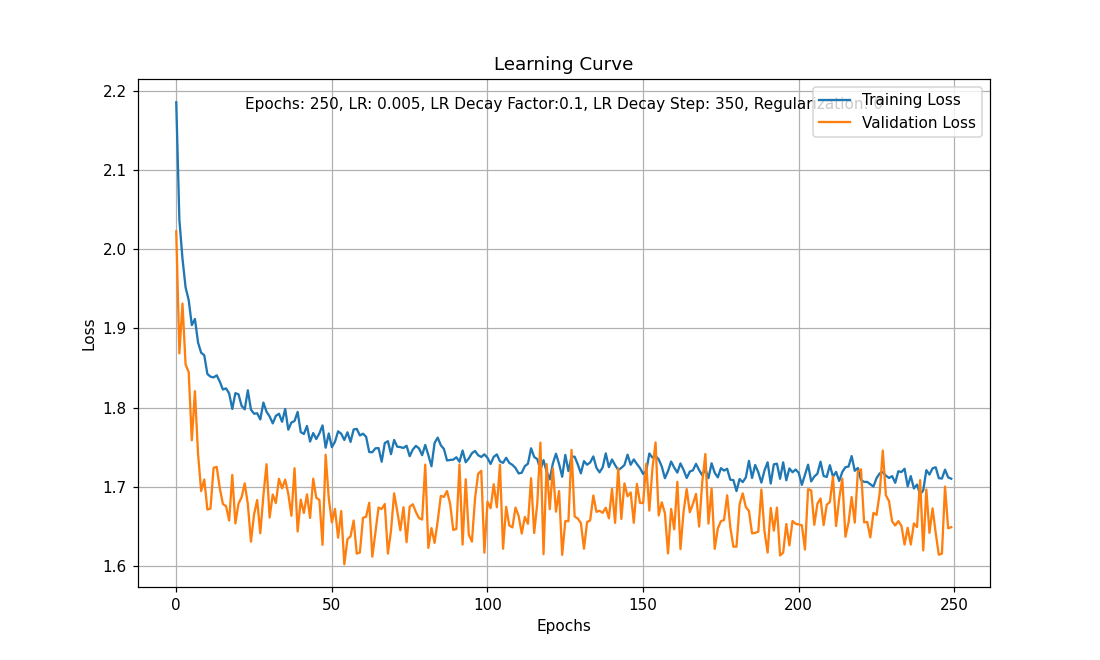 Learning Curve
Epochs: 250, LR: 0.005, LR Decay Factor:0.1, LR Decay Step: 350, Regularization: 0
Training Loss
Validation Loss
2.2
2.1
2.0
1.9
1.8
1.7
1.6
Loss
0 50 100 150 200 250
Epochs